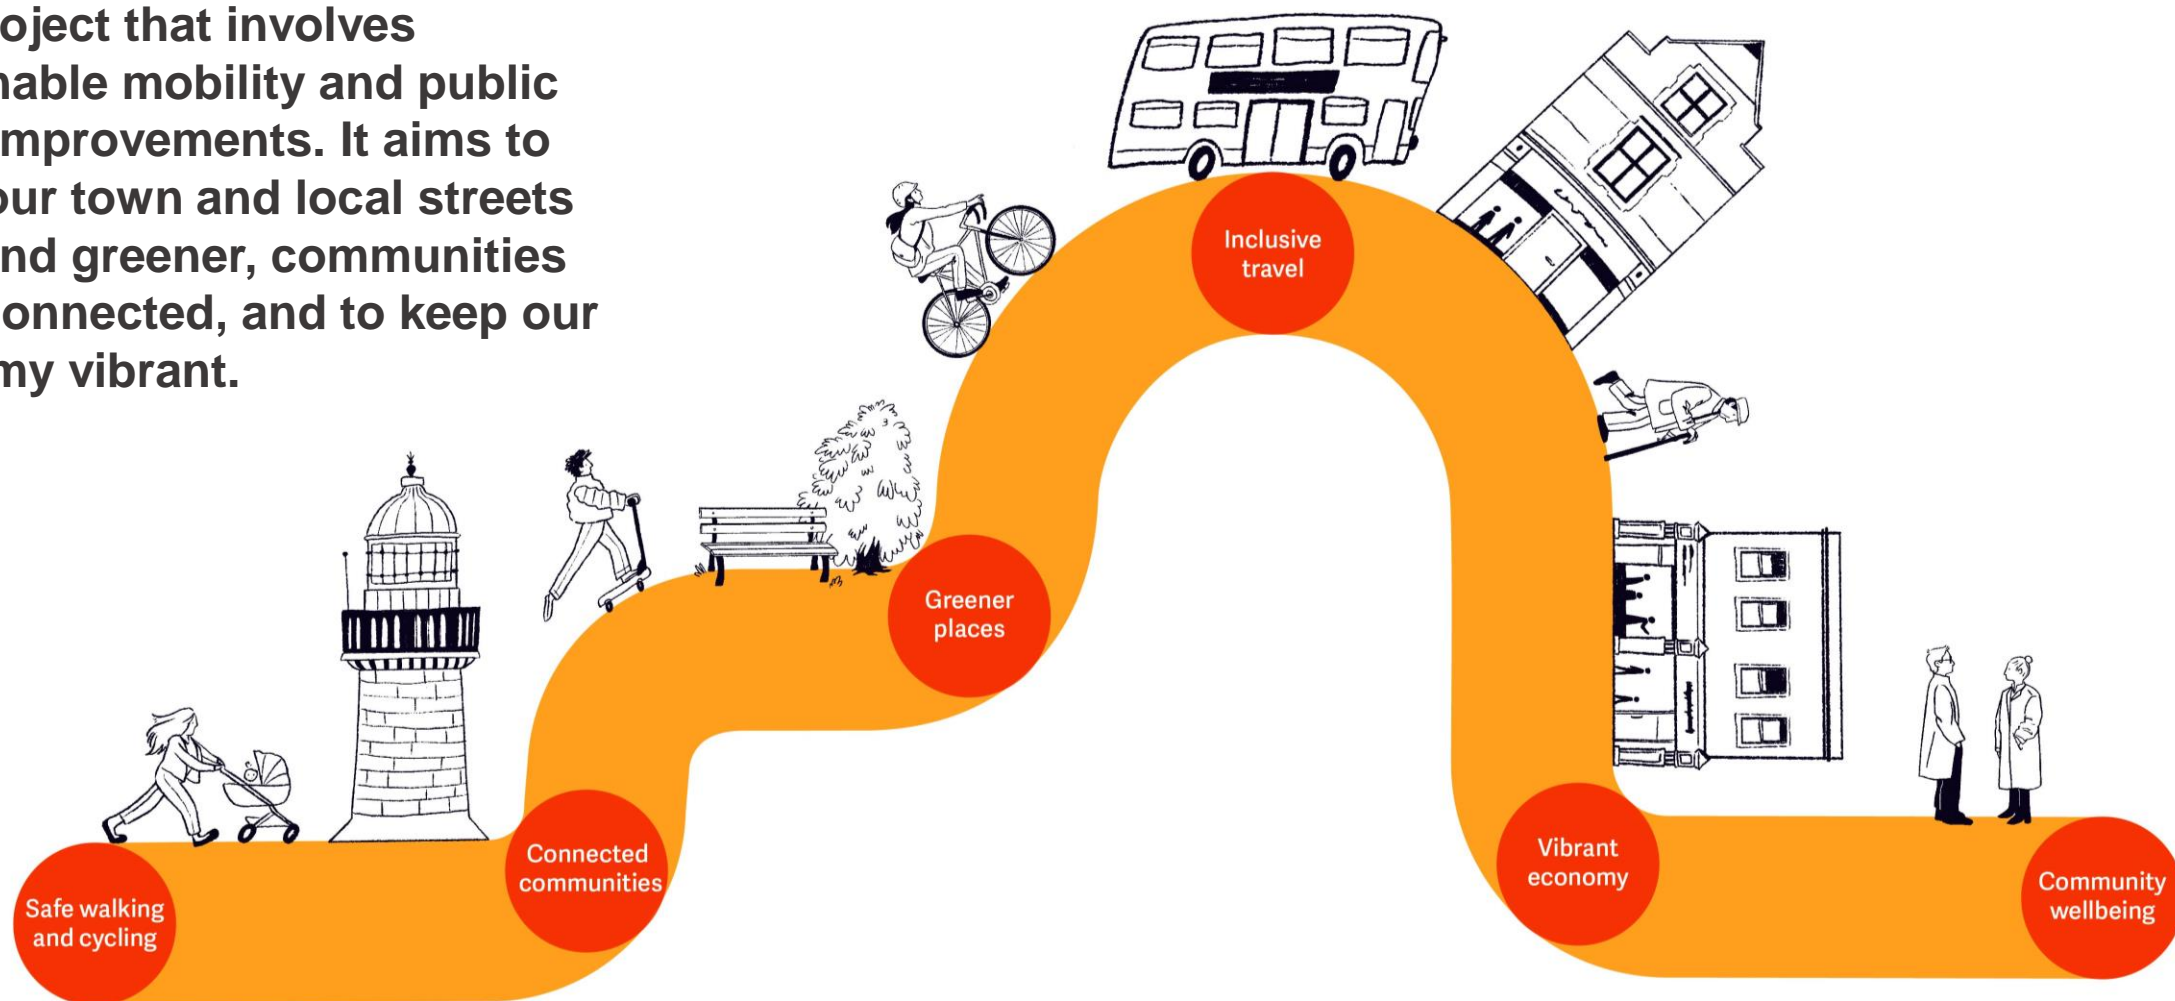 oject that involves
nable mobility and public
mprovements. It aims to
our town and local streets
nd greener, communities
onnected, and to keep our
my vibrant.
Inclusive
travel
Greener
places
Connected
communities
Vibrant
economy
Safe walking
and cycling
Community
wellbeing